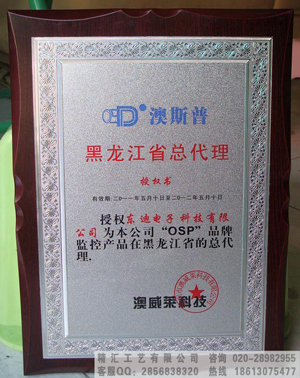 澳斯普
黑龙江省总代理
授权书
有效期:二〇一一年五月十日至二〇一二年五月十日
授权东迪电子科技有限
公司为本公司“OSP”品牌
监控产品在黑龙江省的总代
理.
澳威莱科技
精汇工艺有限公司 咨询 020-28982955
客服QQ:2856838320 热线:18613075477